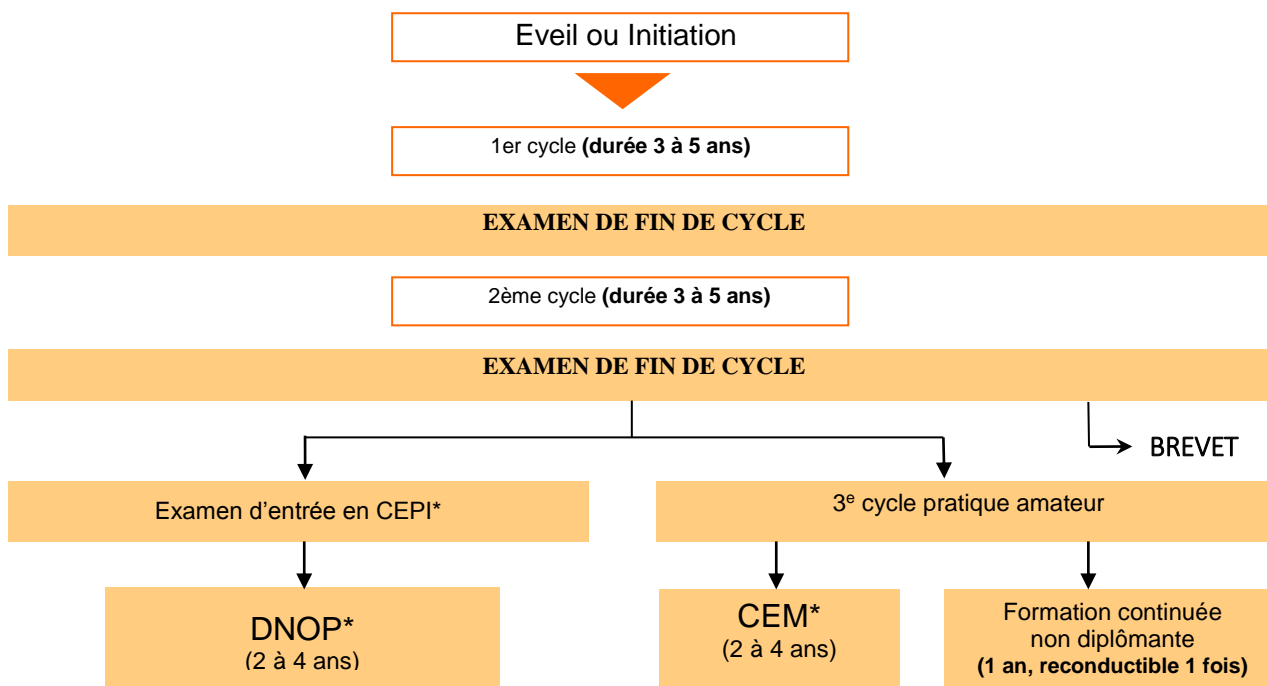 Eveil ou Initiation
1er cycle (durée 3 à 5 ans)
EXAMEN DE FIN DE CYCLE
2ème cycle (durée 3 à 5 ans)
EXAMEN DE FIN DE CYCLE
BREVET
Examen d’entrée en CEPI*
3e cycle pratique amateur
DNOP*
(2 à 4 ans)
CEM*
(2 à 4 ans)
Formation continuée
non diplômante
(1 an, reconductible 1 fois)